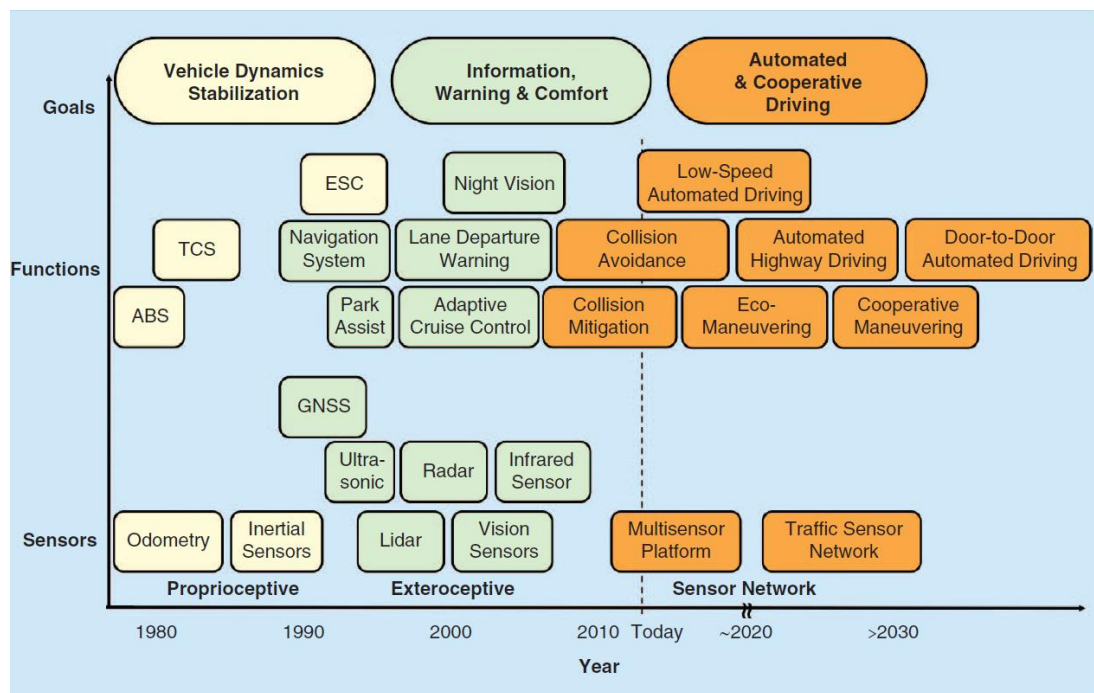 Goals
Vehicle Dynamics
Stabilization
Information,
Warning & Comfort
Automated
& Cooperative
Driving
Functions
ESC
Night Vision
Low-Speed
Automated Driving
TCS
Navigation
System
Lane Departure
Warning
Collision
Avoidance
Automated
Highway Driving
Door-to-Door
Automated Driving
ABS
Park
Assist
Adaptive
Cruise Control
Collision
Mitigation
Eco-
Maneuvering
Cooperative
Maneuvering
GNSS
Ultra-
sonic
Radar
Infrared
Sensor
Sensors
Odometry
Inertial
Sensors
Lidar
Vision
Sensors
Multisensor
Platform
Traffic Sensor
Network
Proprioceptive
Exteroceptive
Sensor Network
1980
1990
2000
2010
Today
~2020
>2030
Year